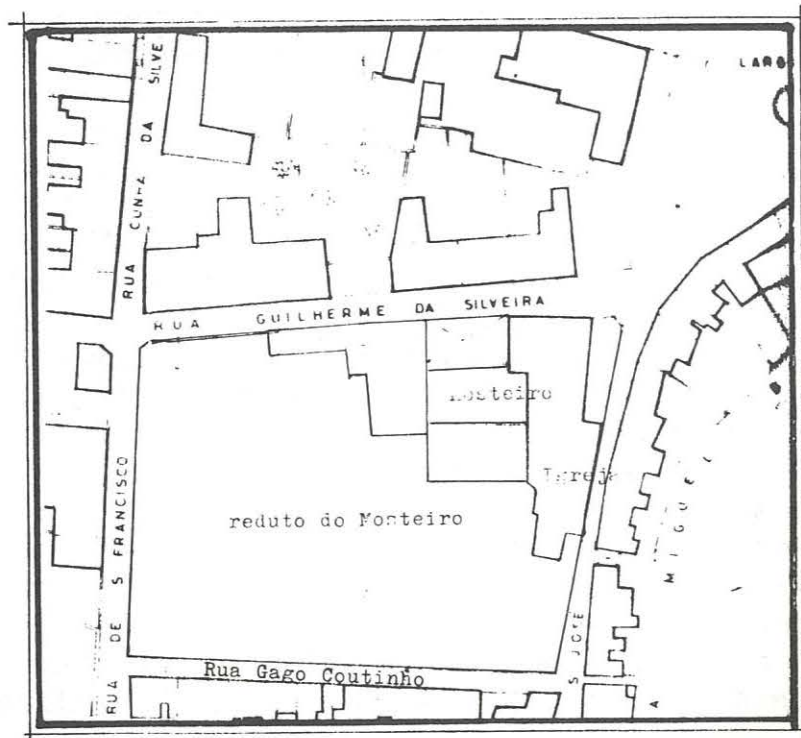 LARG
RUA CUNHA DA SILVE
RUA GUILHERME DA SILVEIRA
Mosteiro
Igreja
reduto do Mosteiro
RUA DE S FRANCISCO
MIGUEL
S JOSE
Rua Gago Coutinho
A